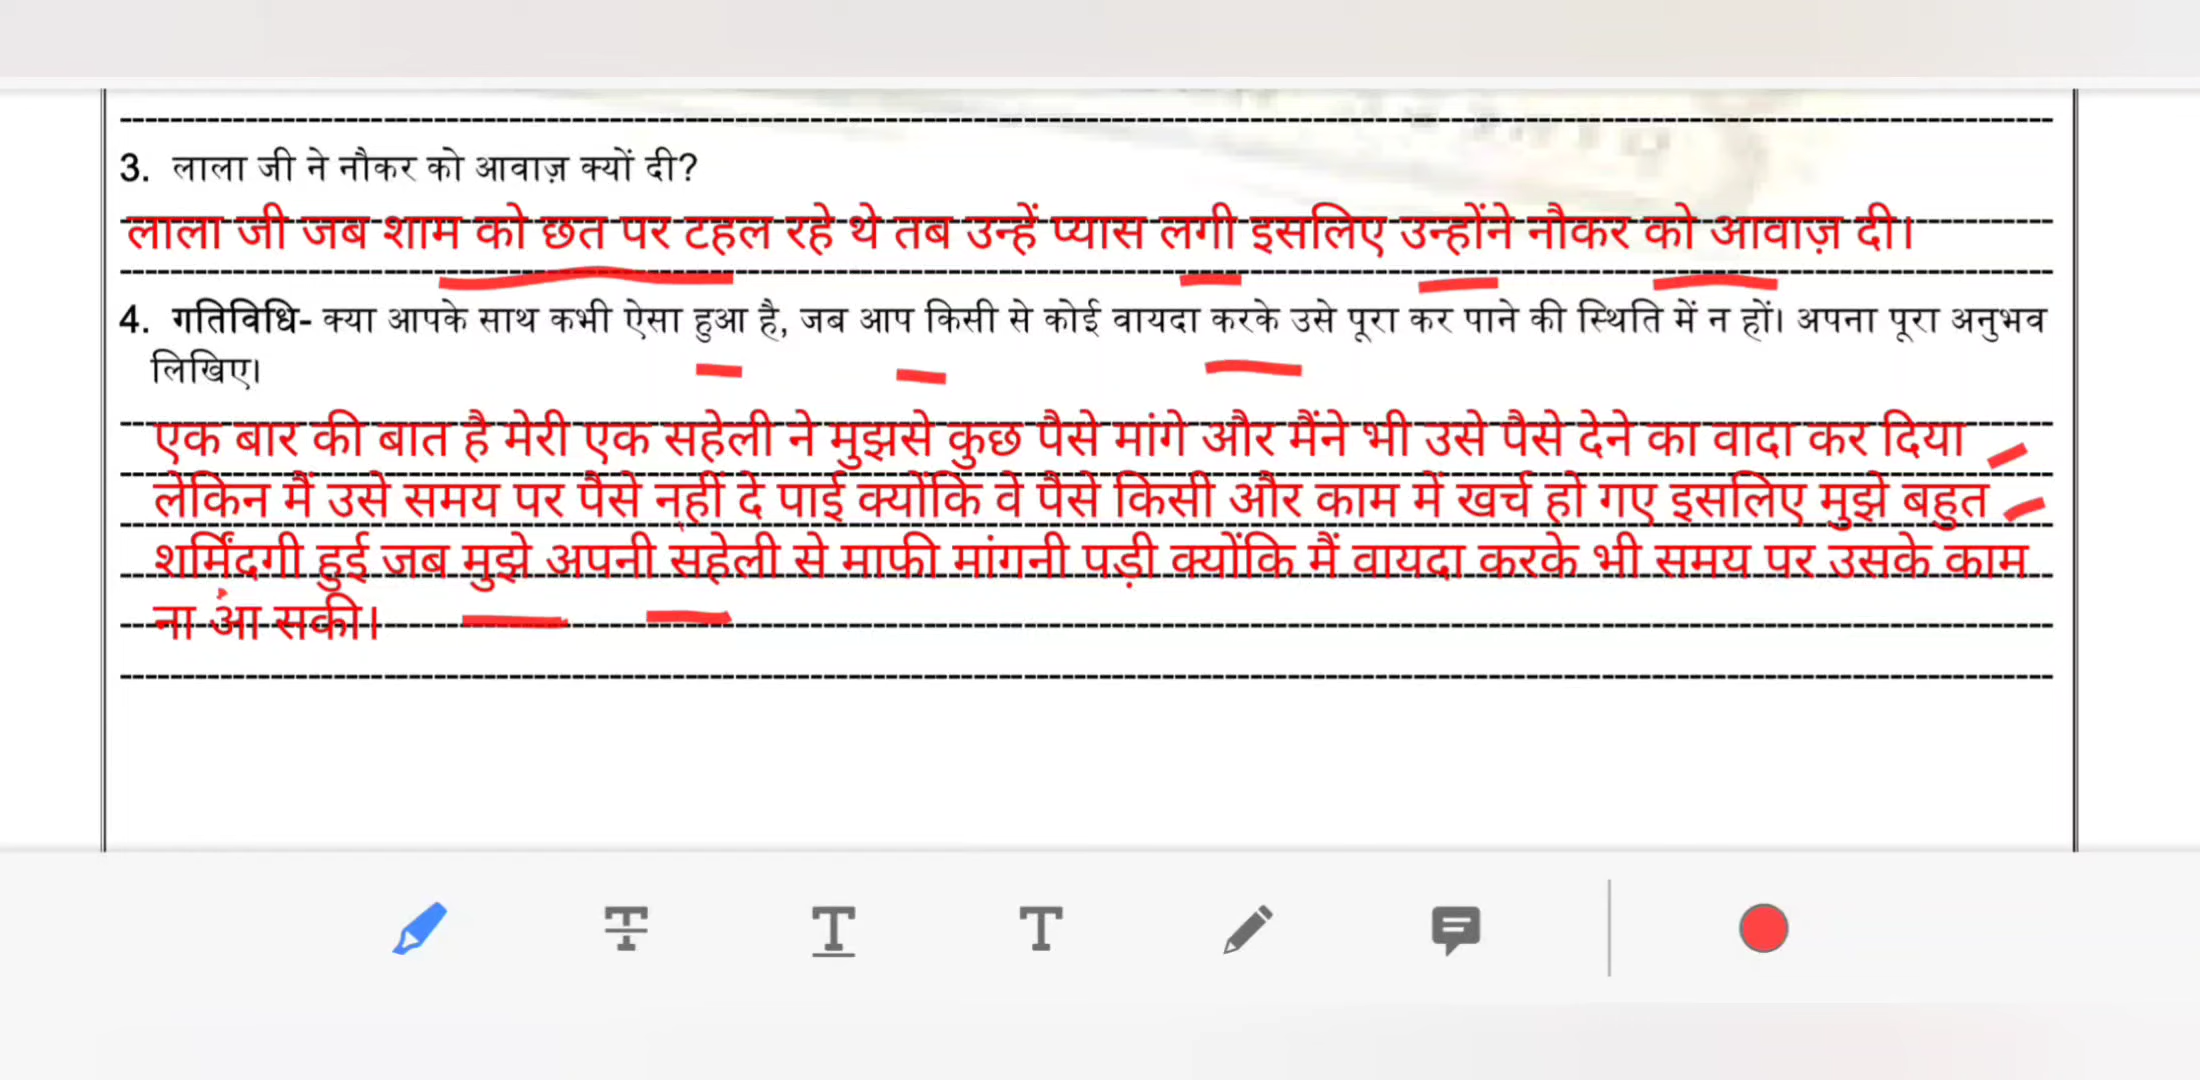 3. लाला जी ने नौकर को आवाज़ क्यों दी?
लाला जी जब शाम को छत पर टहल रहे थे तब उन्हें प्यास लगी इसलिए उन्होंने नौकर को आवाज़ दी।
4. गतिविधि- क्या आपके साथ कभी ऐसा हुआ है, जब आप किसी से कोई वायदा करके उसे पूरा कर पाने की स्थिति में न हों। अपना पूरा अनुभव
लिखिए।
एक बार की बात है मेरी एक सहेली ने मुझसे कुछ पैसे मांगे और मैंने भी उसे पैसे देने का वादा कर दिया
लेकिन मैं उसे समय पर पैसे नहीं दे पाई क्योंकि वे पैसे किसी और काम में खर्च हो गए इसलिए मुझे बहुत
शर्मिंदगी हुई जब मुझे अपनी सहेली से माफी मांगनी पड़ी क्योंकि मैं वायदा करके भी समय पर उसके काम
ना आ सकी।